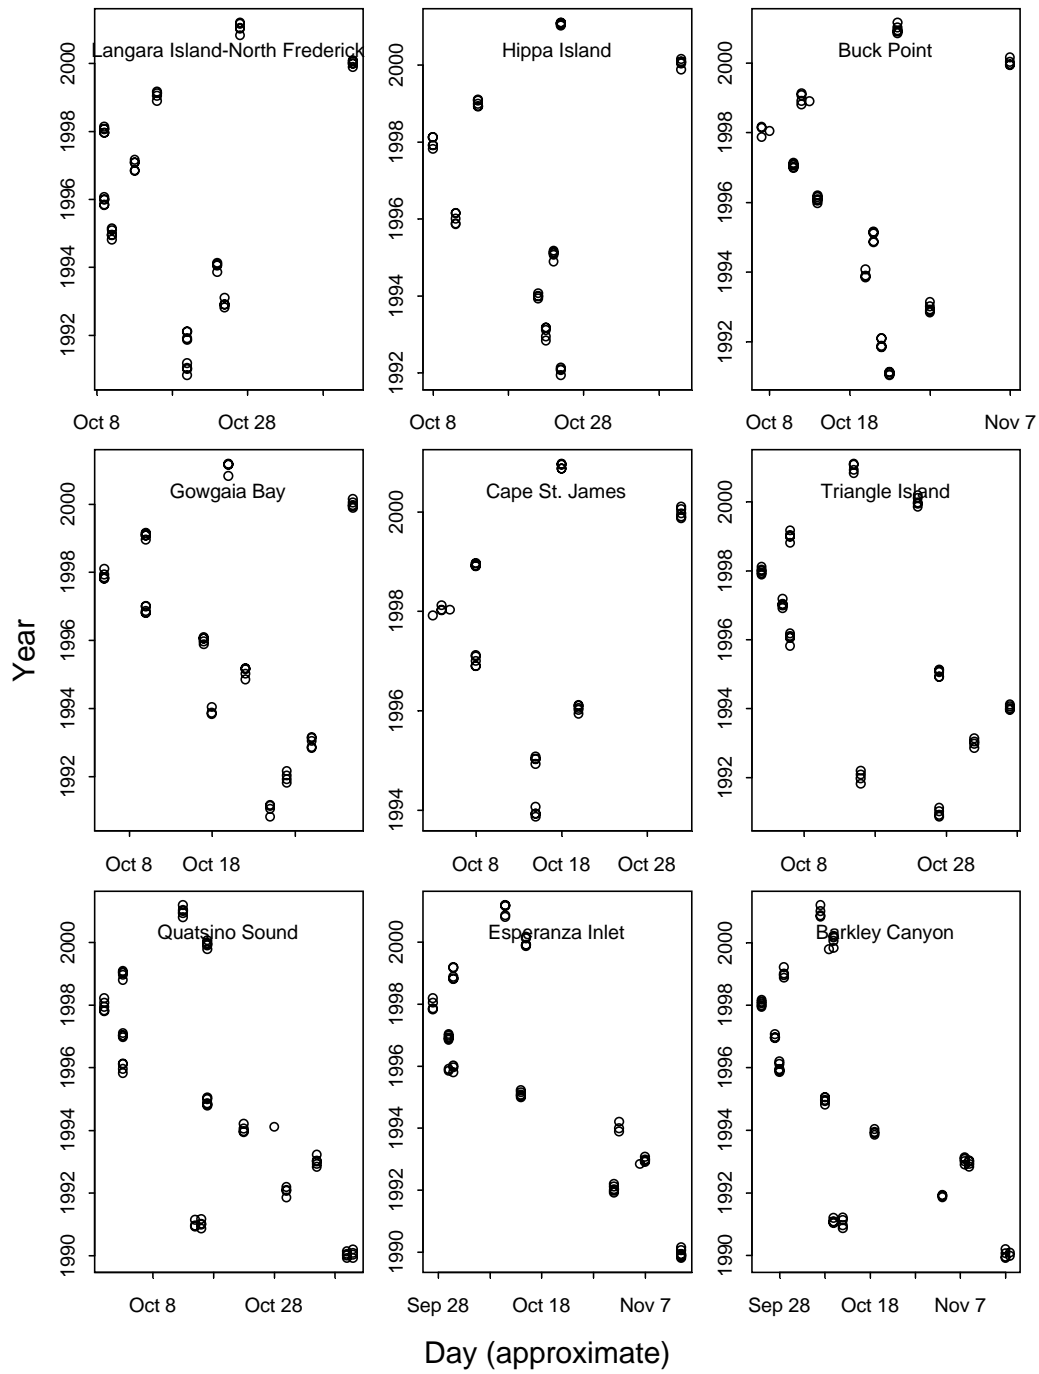 Langara Island-North Frederick
1992 1994 1996 1998 2000
Oct 8 Oct 28
Hippa Island
1992 1994 1996 1998 2000
Oct 8 Oct 28
Buck Point
1992 1994 1996 1998 2000
Oct 8 Oct 18 Nov 7
Gowgaia Bay
1992 1994 1996 1998 2000
Oct 8 Oct 18
Cape St. James
1994 1996 1998 2000
Oct 8 Oct 18 Oct 28
Triangle Island
1992 1994 1996 1998 2000
Oct 8 Oct 28
Year
Quatsino Sound
1990 1992 1994 1996 1998 2000
Oct 8 Oct 28
Esperanza Inlet
1990 1992 1994 1996 1998 2000
Sep 28 Oct 18 Nov 7
Barkley Canyon
1990 1992 1994 1996 1998 2000
Sep 28 Oct 18 Nov 7
Day (approximate)